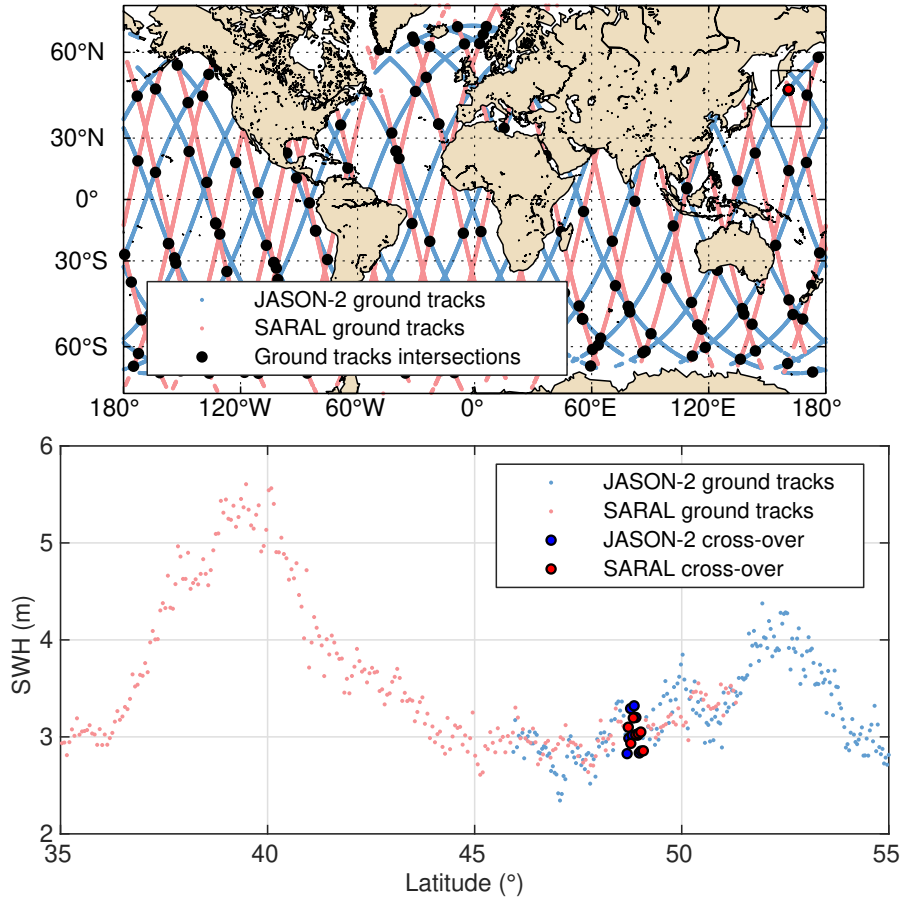 60°N
30°N
0°
30°S
60°S
JASON-2 ground tracks
SARAL ground tracks
Ground tracks intersections
180°
120°W
60°W
0°
60°E
120°E
180°
6
5
4
3
2
SWH (m)
JASON-2 ground tracks
SARAL ground tracks
JASON-2 cross-over
SARAL cross-over
35
40
45
50
55
Latitude (°)